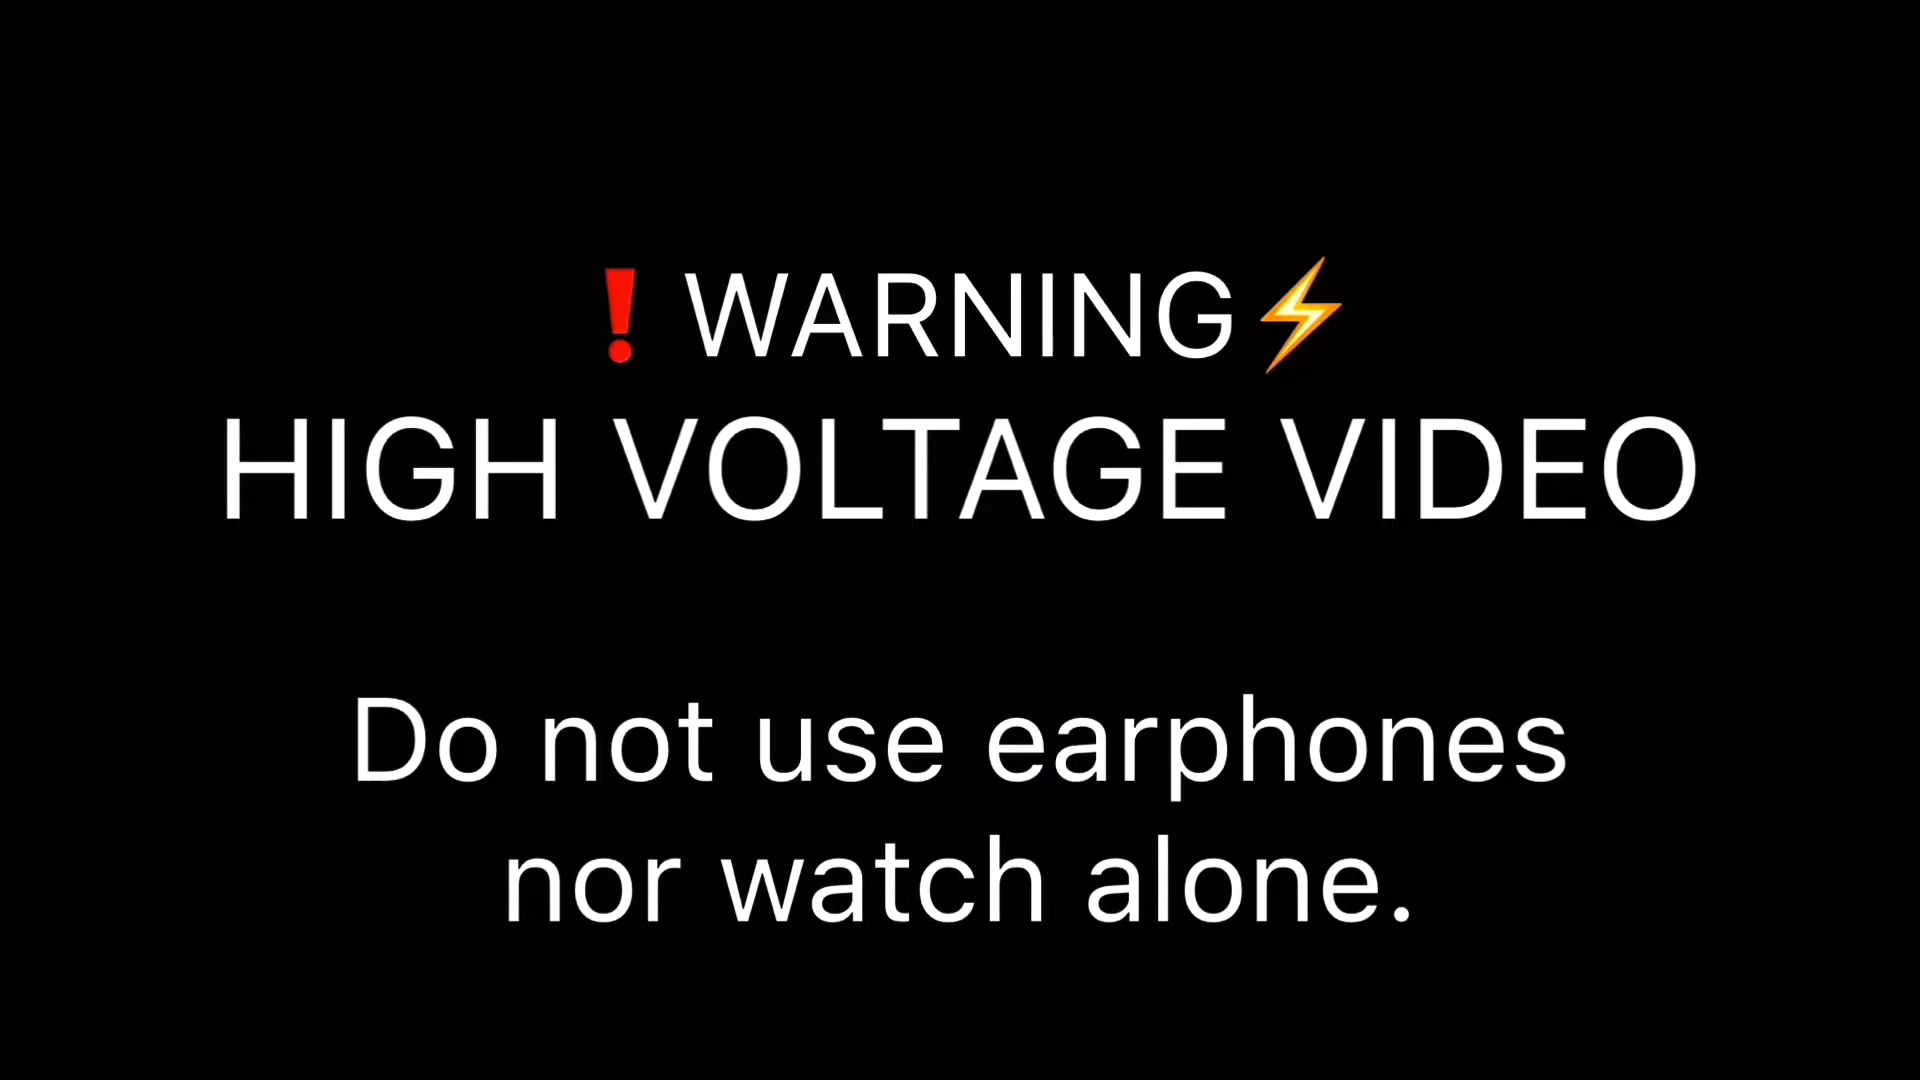 ❗WARNING⚡
HIGH VOLTAGE VIDEO
Do not use earphones
nor watch alone.